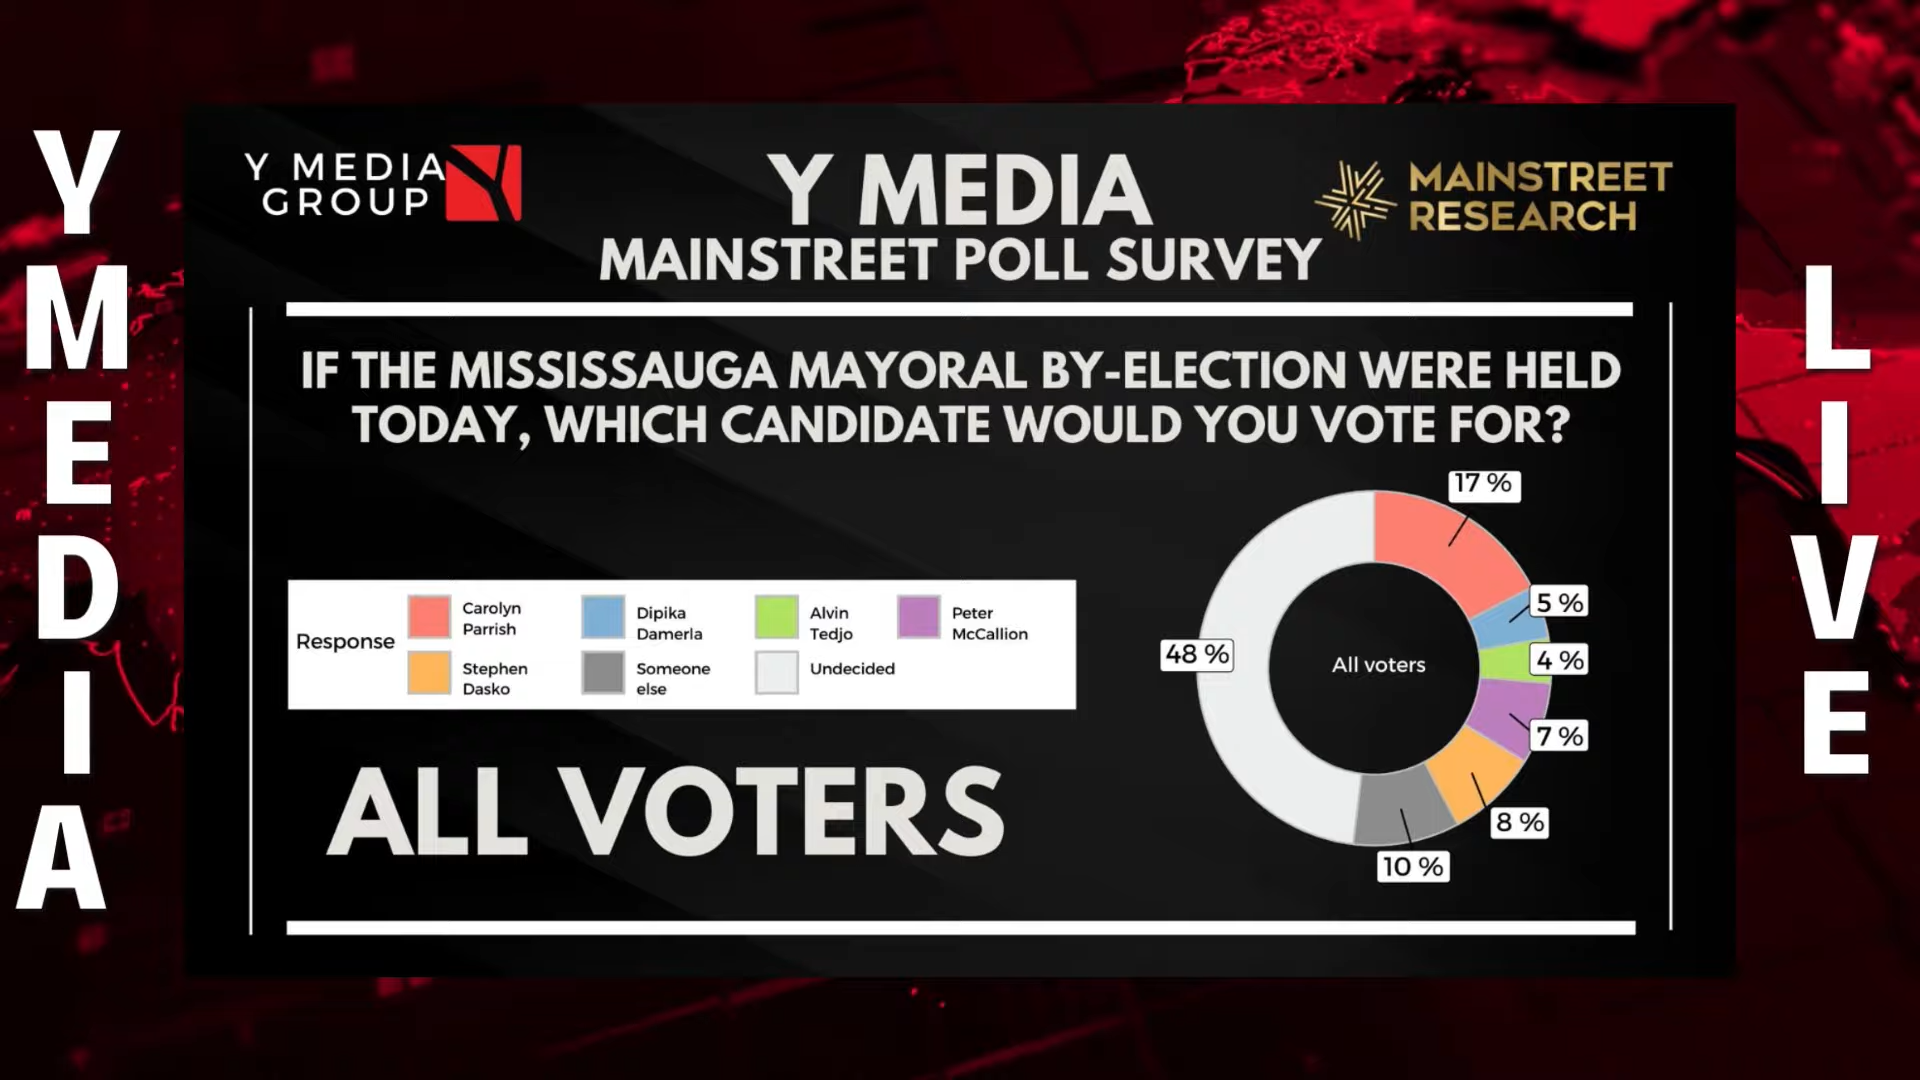 Y MEDIA
LIVE
Y MEDIA
GROUP
Y MEDIA
MAINSTREET POLL SURVEY
MAINSTREET
RESEARCH
IF THE MISSISSAUGA MAYORAL BY-ELECTION WERE HELD
TODAY, WHICH CANDIDATE WOULD YOU VOTE FOR?
Response
Carolyn
Parrish
Dipika
Damerla
Alvin
Tedjo
Peter
McCallion
Stephen
Dasko
Someone
else
Undecided
ALL VOTERS
17 %
5 %
4 %
7 %
8 %
10 %
48 %
All voters